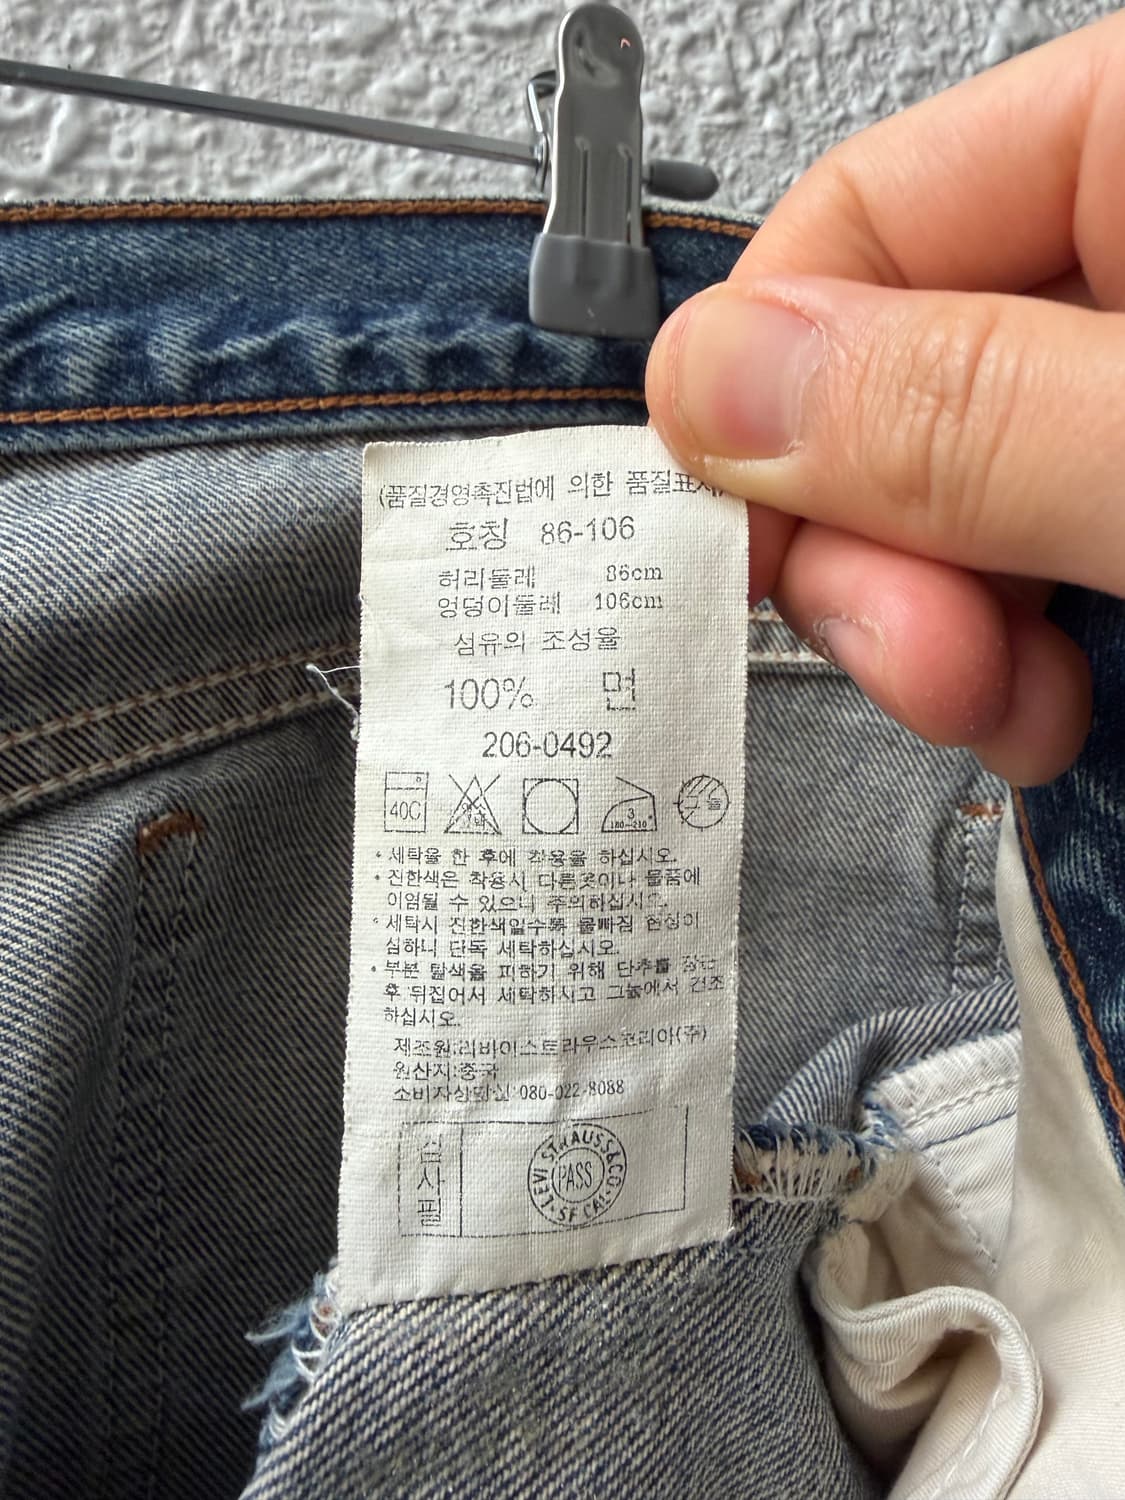 (품질경영촉진법에 의한 품질표시)
호칭 86-106
허리둘레 86cm
엉덩이둘레 106cm
섬유의 조성율
100% 면
206-0492
40C 3 180~210
• 세탁을 한 후에 착용을 하십시오.
• 진한색은 착용시 다른옷이나 물품에
이염될 수 있으니 주의하십시오.
• 세탁시 진한색일수록 물빠짐 현상이
심하니 단독 세탁하십시오.
• 부분 탈색을 피하기 위해 단추를 잠근
후 뒤집어서 세탁하시고 그늘에서 건조
하십시오.
제조원:리바이스트라우스코리아(주)
원산지:중국
소비자상담실:080-022-8088
검사필
LEVI STRAUSS & CO. SF CAL.
PASS